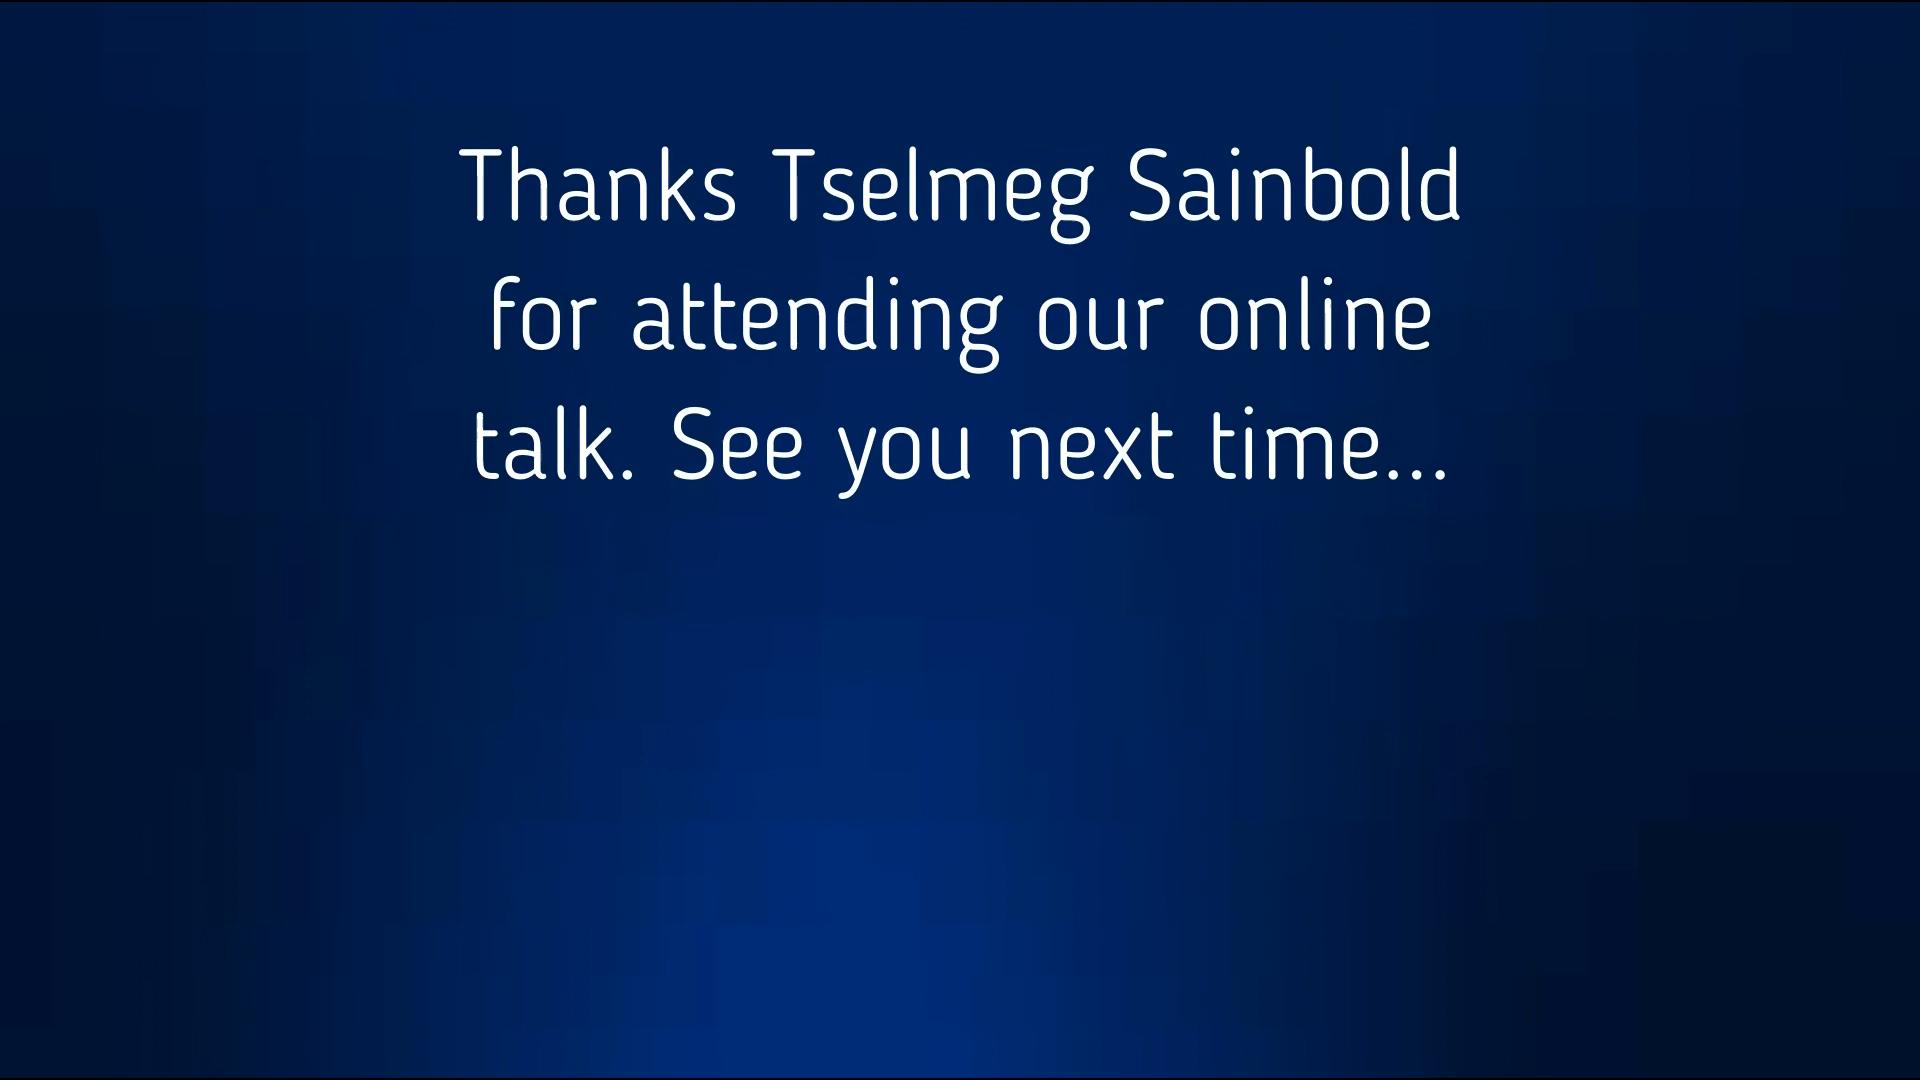 Thanks Tselmeg Sainbold
for attending our online
talk. See you next time...